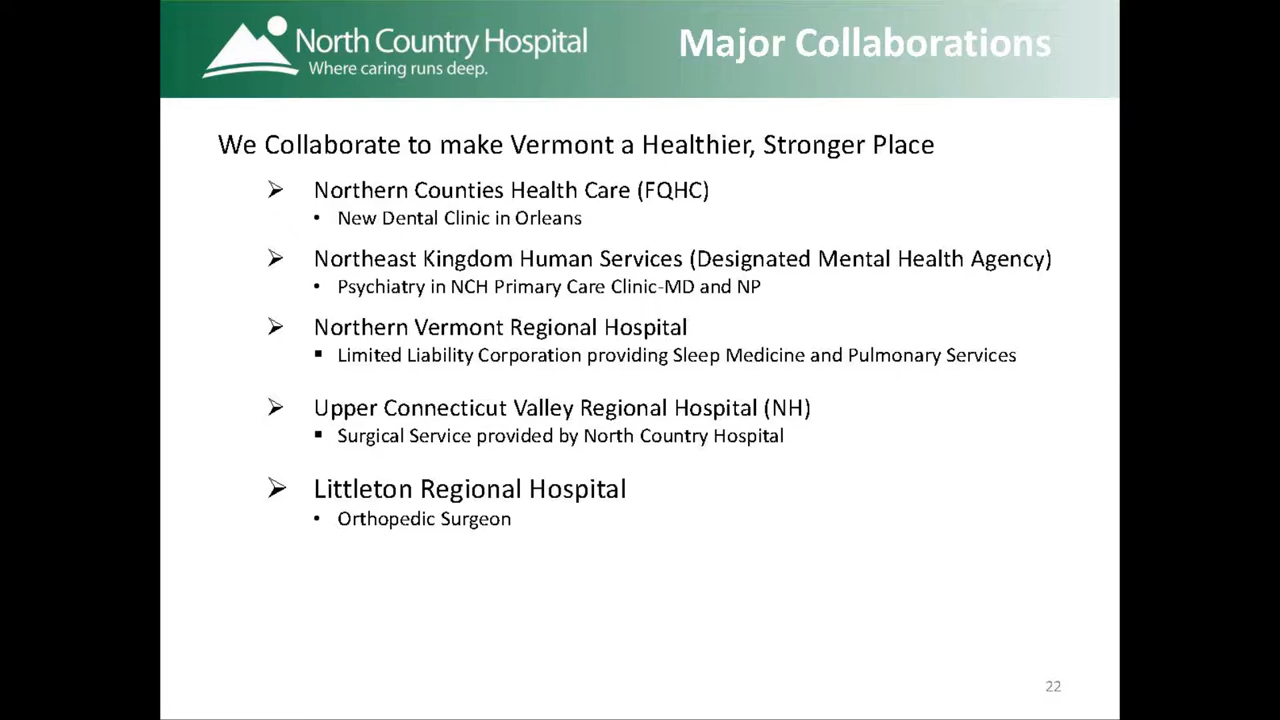 North Country Hospital
Where caring runs deep.
Major Collaborations
We Collaborate to make Vermont a Healthier, Stronger Place
➢ Northern Counties Health Care (FQHC)
• New Dental Clinic in Orleans
➢ Northeast Kingdom Human Services (Designated Mental Health Agency)
• Psychiatry in NCH Primary Care Clinic-MD and NP
➢ Northern Vermont Regional Hospital
▪ Limited Liability Corporation providing Sleep Medicine and Pulmonary Services
➢ Upper Connecticut Valley Regional Hospital (NH)
▪ Surgical Service provided by North Country Hospital
➢ Littleton Regional Hospital
• Orthopedic Surgeon
22